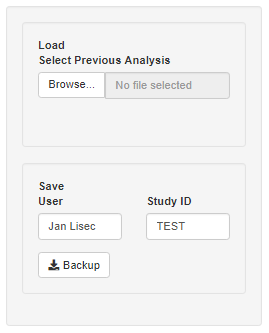 Load
Select Previous Analysis
Browse... No file selected
Save
User Study ID
Jan Lisec TEST
Backup